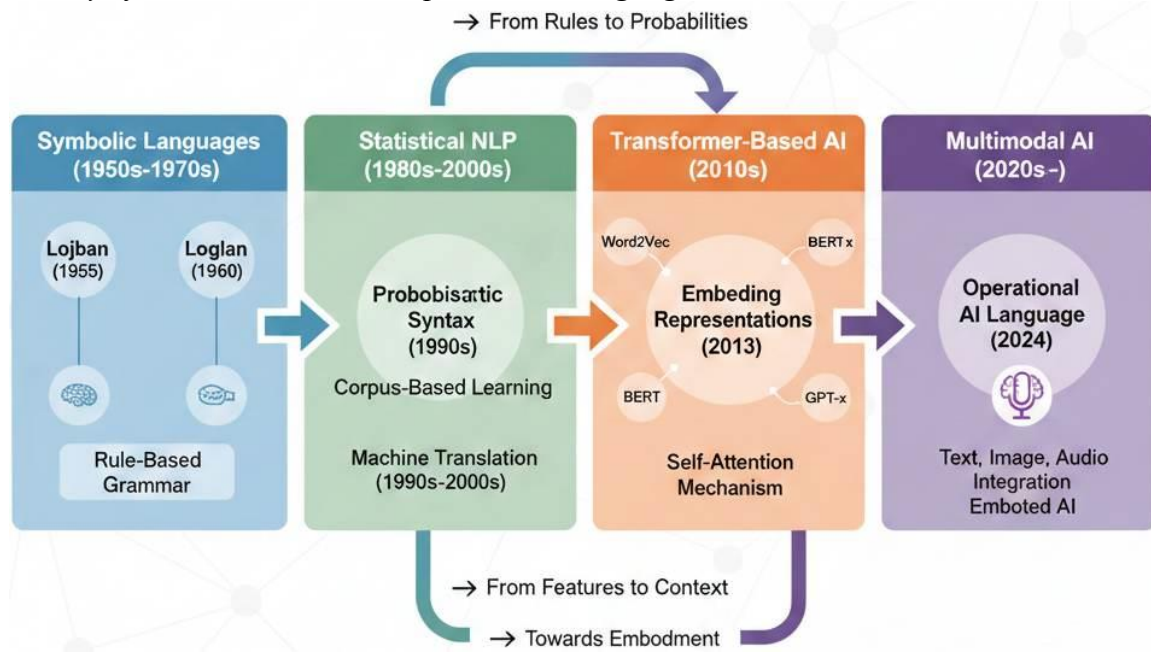 → From Rules to Probabilities
Symbolic Languages
(1950s-1970s)
Lojban
(1955)
Loglan
(1960)
Rule-Based
Grammar
Statistical NLP
(1980s-2000s)
Syntax
(1990s)
Corpus-Based Learning
Machine Translation
(1990s-2000s)
Transformer-Based AI
(2010s)
Word2Vec
BERTx
Embeding
Representations
(2013)
BERT
GPT-x
Self-Attention
Mechanism
Multimodal AI
(2020s-)
Operational
AI Language
(2024)
Text, Image, Audio
Integration
Emboted AI
→ From Features to Context
→ Towards Embodment